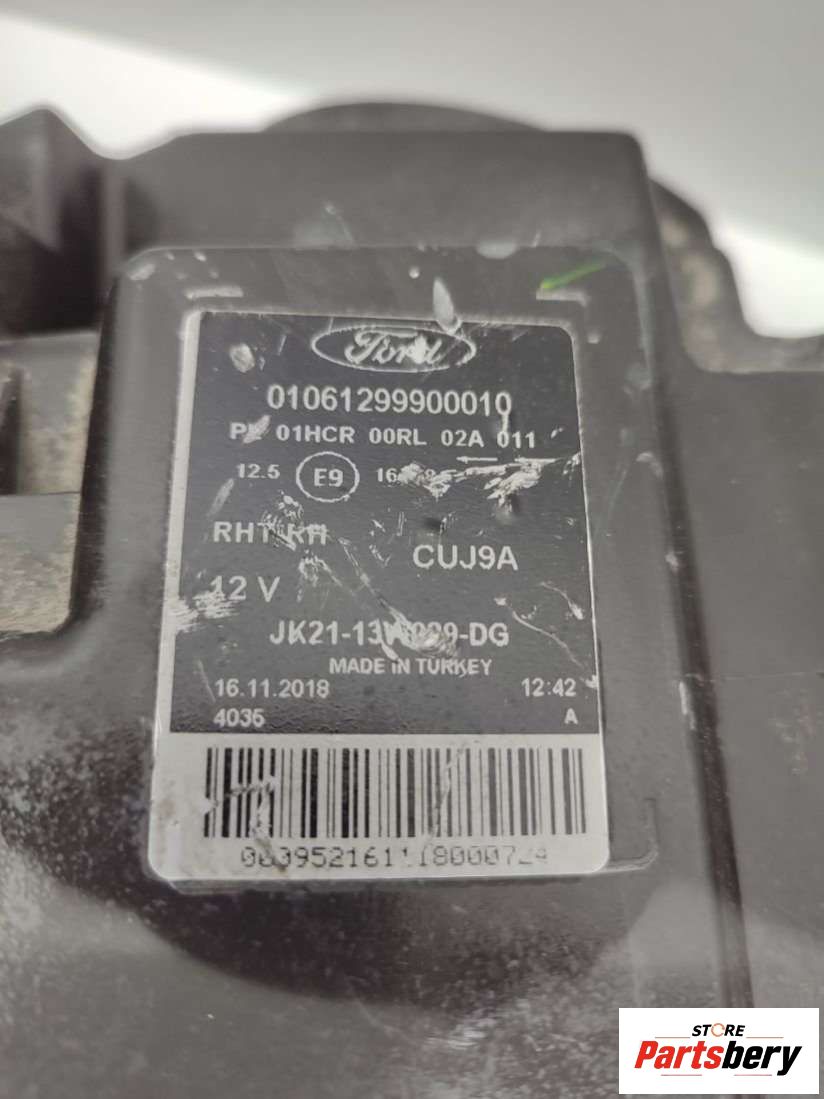 Ford
01061299900010
01HCR 00RL 02A 011
12.5 E9
RHT RH
CUJ9A
12 V
MADE IN TURKEY
16.11.2018 12:42
4035 A
STORE
Partsbery